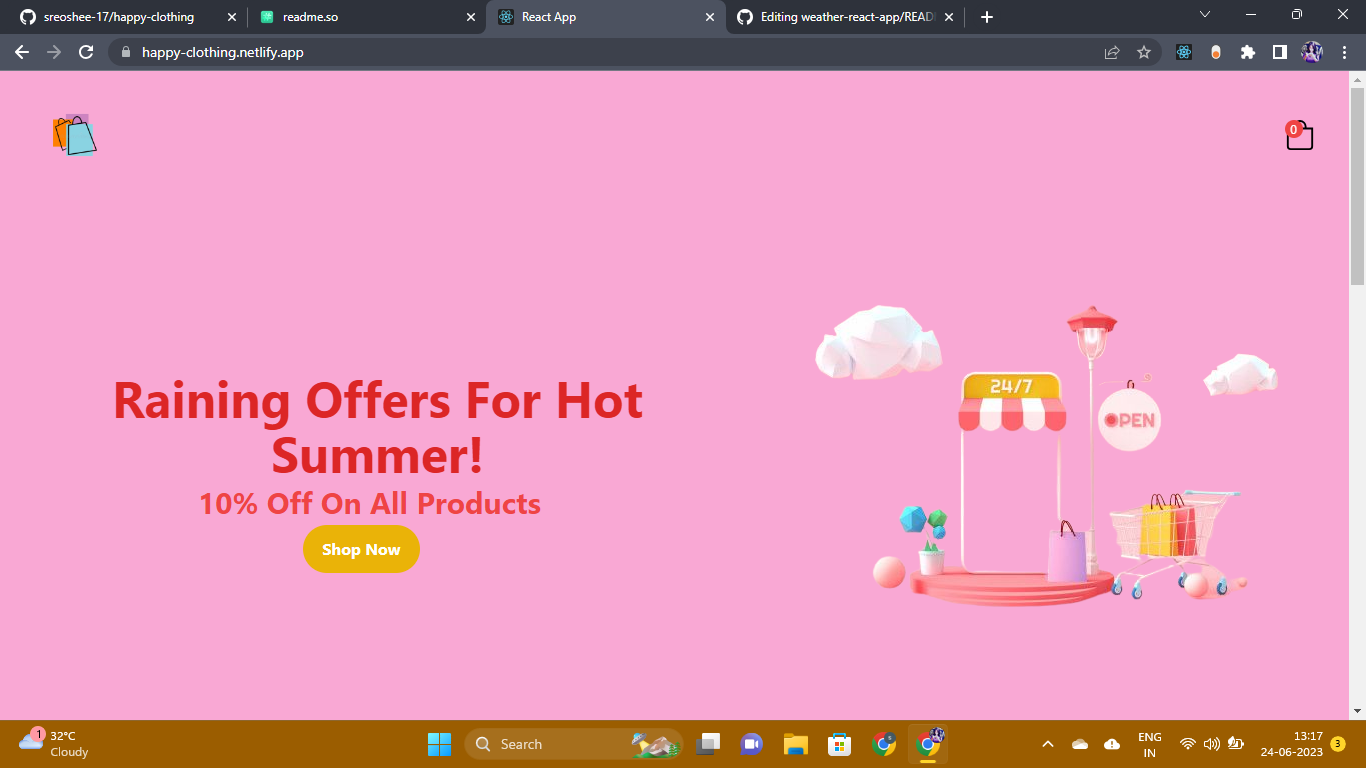 sreoshee-17/happy-clothing
readme.so
React App
Editing weather-react-app/READ
happy-clothing.netlify.app
0
Raining Offers For Hot
Summer!
10% Off On All Products
Shop Now
24/7
OPEN
1
32°C
Cloudy
Search
ENG
IN
13:17
24-06-2023
3